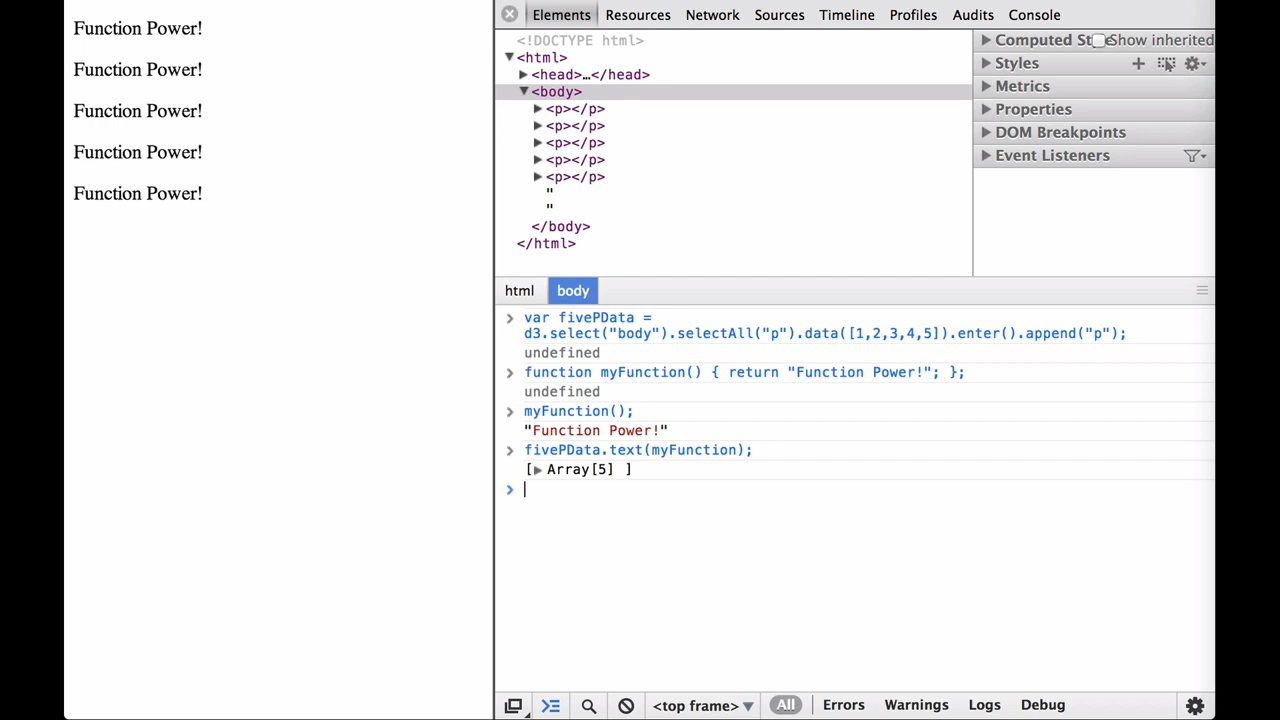 Function Power!
Function Power!
Function Power!
Function Power!
Function Power!
Elements Resources Network Sources Timeline Profiles Audits Console
<!DOCTYPE html>
<html>
<head>…</head>
<body>
<p></p>
<p></p>
<p></p>
<p></p>
<p></p>
"
"
</body>
</html>
Computed Show inherited
Styles
Metrics
Properties
DOM Breakpoints
Event Listeners
html body
var fivePData =
d3.select("body").selectAll("p").data([1,2,3,4,5]).enter().append("p");
undefined
function myFunction() { return "Function Power!"; };
undefined
myFunction();
"Function Power!"
fivePData.text(myFunction);
[▶Array[5] ]
<top frame> All Errors Warnings Logs Debug